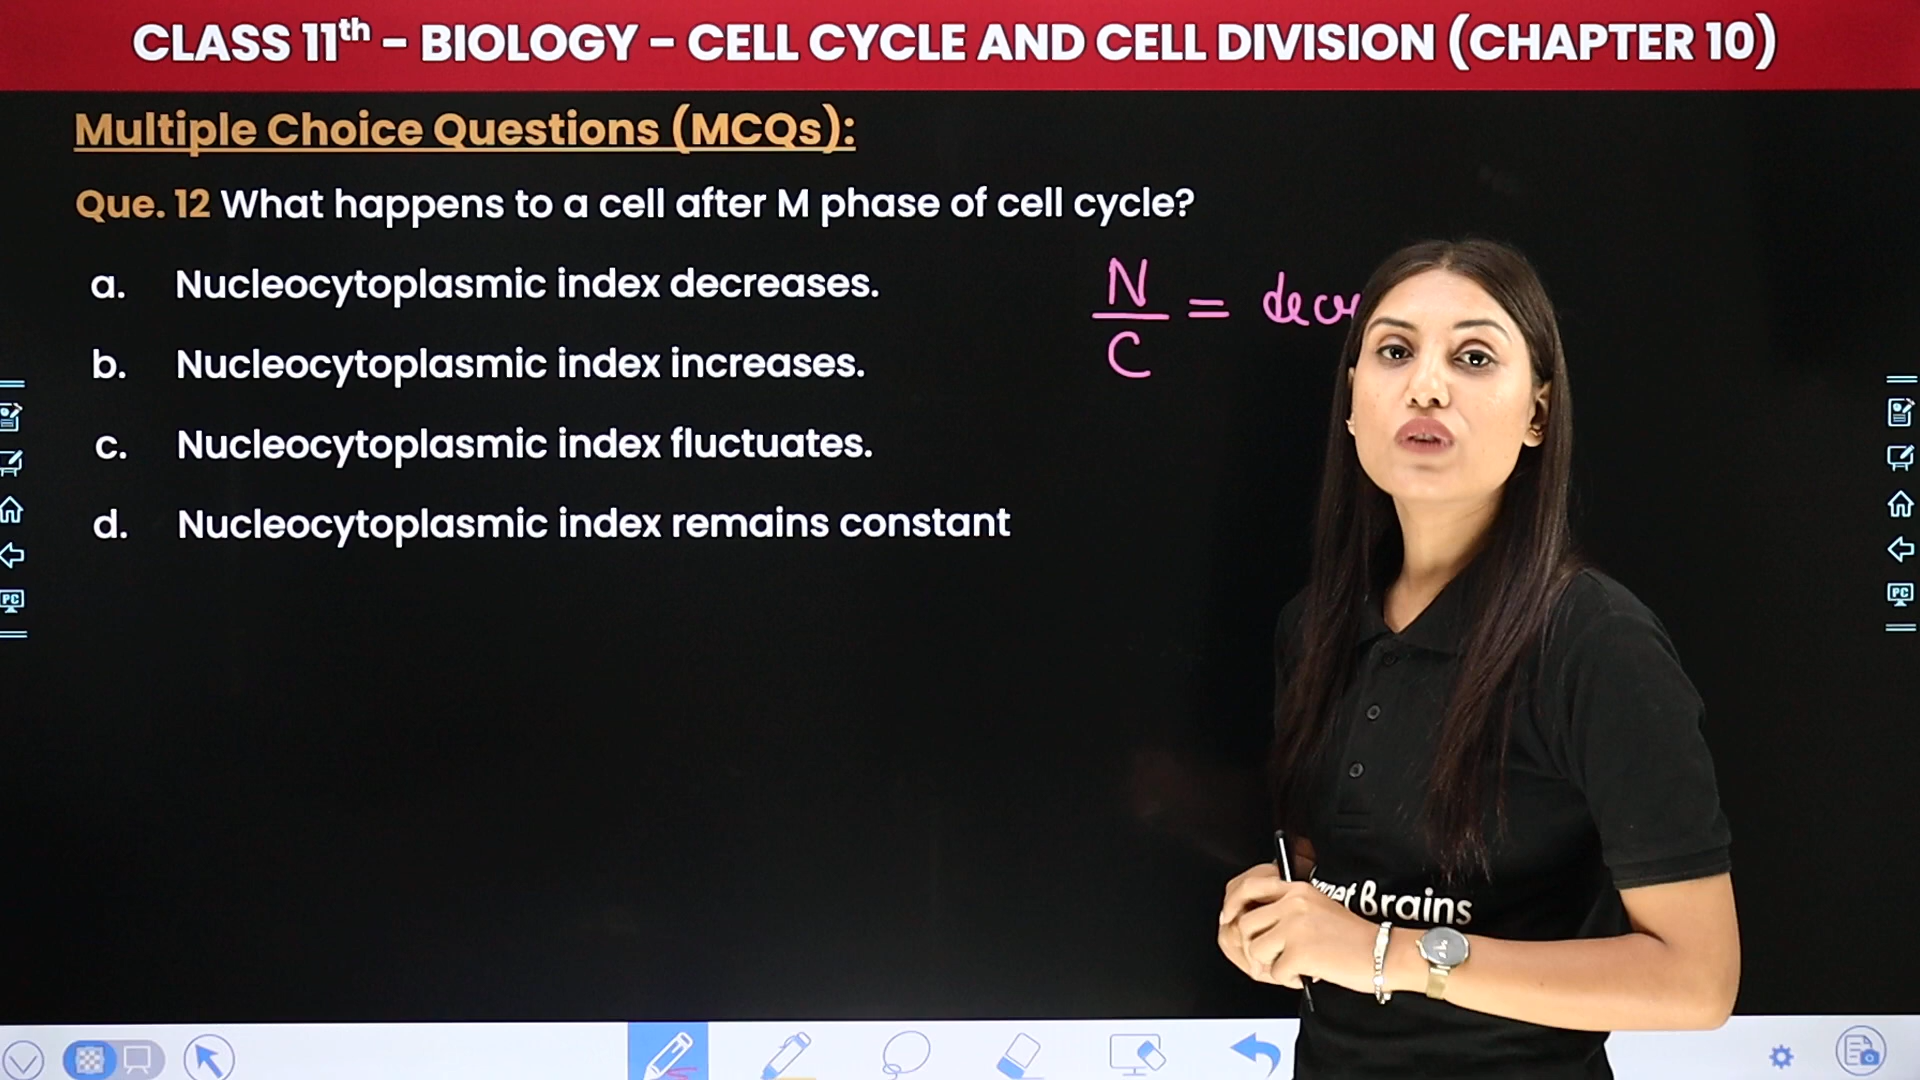 CLASS 11th – BIOLOGY – CELL CYCLE AND CELL DIVISION (CHAPTER 10)
Multiple Choice Questions (MCQs):
Que. 12 What happens to a cell after M phase of cell cycle?
a. Nucleocytoplasmic index decreases.
b. Nucleocytoplasmic index increases.
c. Nucleocytoplasmic index fluctuates.
d. Nucleocytoplasmic index remains constant
N
=
C
Brains
PC
PC